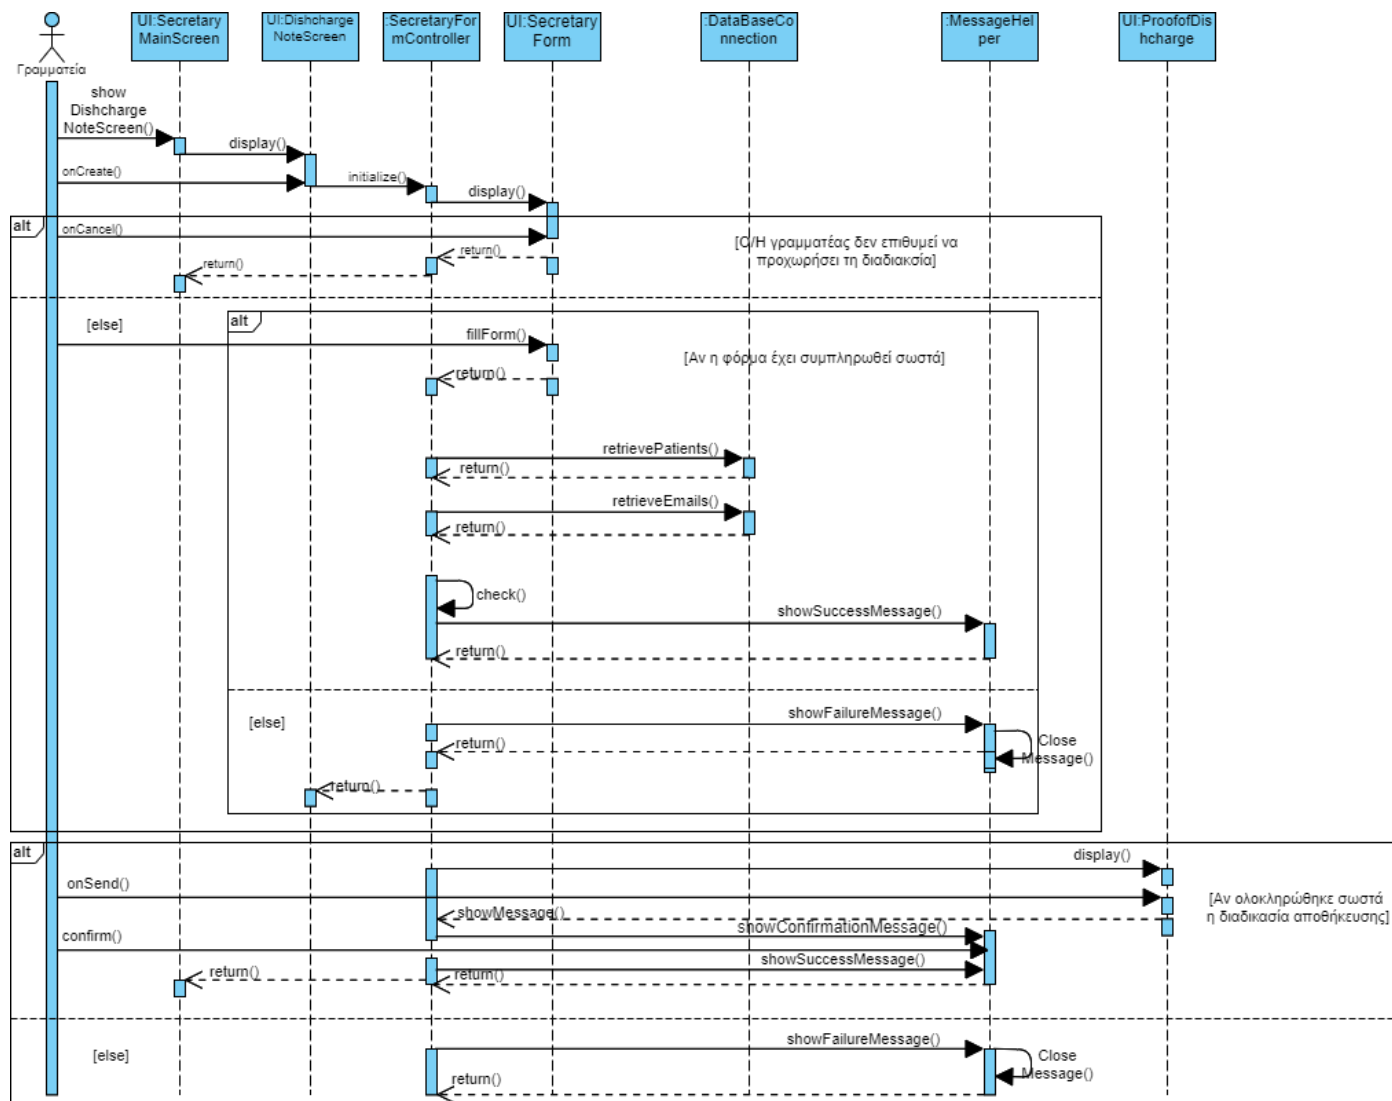 UI:Secretary
MainScreen
UI:Dishcharge
NoteScreen
:SecretaryFor
mController
UI:Secretary
Form
:DataBaseCo
nnection
:MessageHel
per
UI:ProofofDis
hcharge
Γραμματεία
show
Dishcharge
NoteScreen()
display()
onCreate()
initialize()
display()
alt
onCancel()
[Ο/Η γραμματέας δεν επιθυμεί να
προχωρήσει τη διαδιακσία]
return()
return()
[else]
alt
fillForm()
[Αν η φόρμα έχει συμπληρωθεί σωστά]
return()
retrievePatients()
return()
retrieveEmails()
return()
check()
showSuccessMessage()
return()
[else]
showFailureMessage()
return()
Close
Message()
return()
alt
display()
onSend()
[Αν ολοκληρώθηκε σωστά
η διαδικασία αποθήκευσης]
showMessage()
showConfirmationMessage()
confirm()
showSuccessMessage()
return()
return()
[else]
showFailureMessage()
Close
Message()
return()